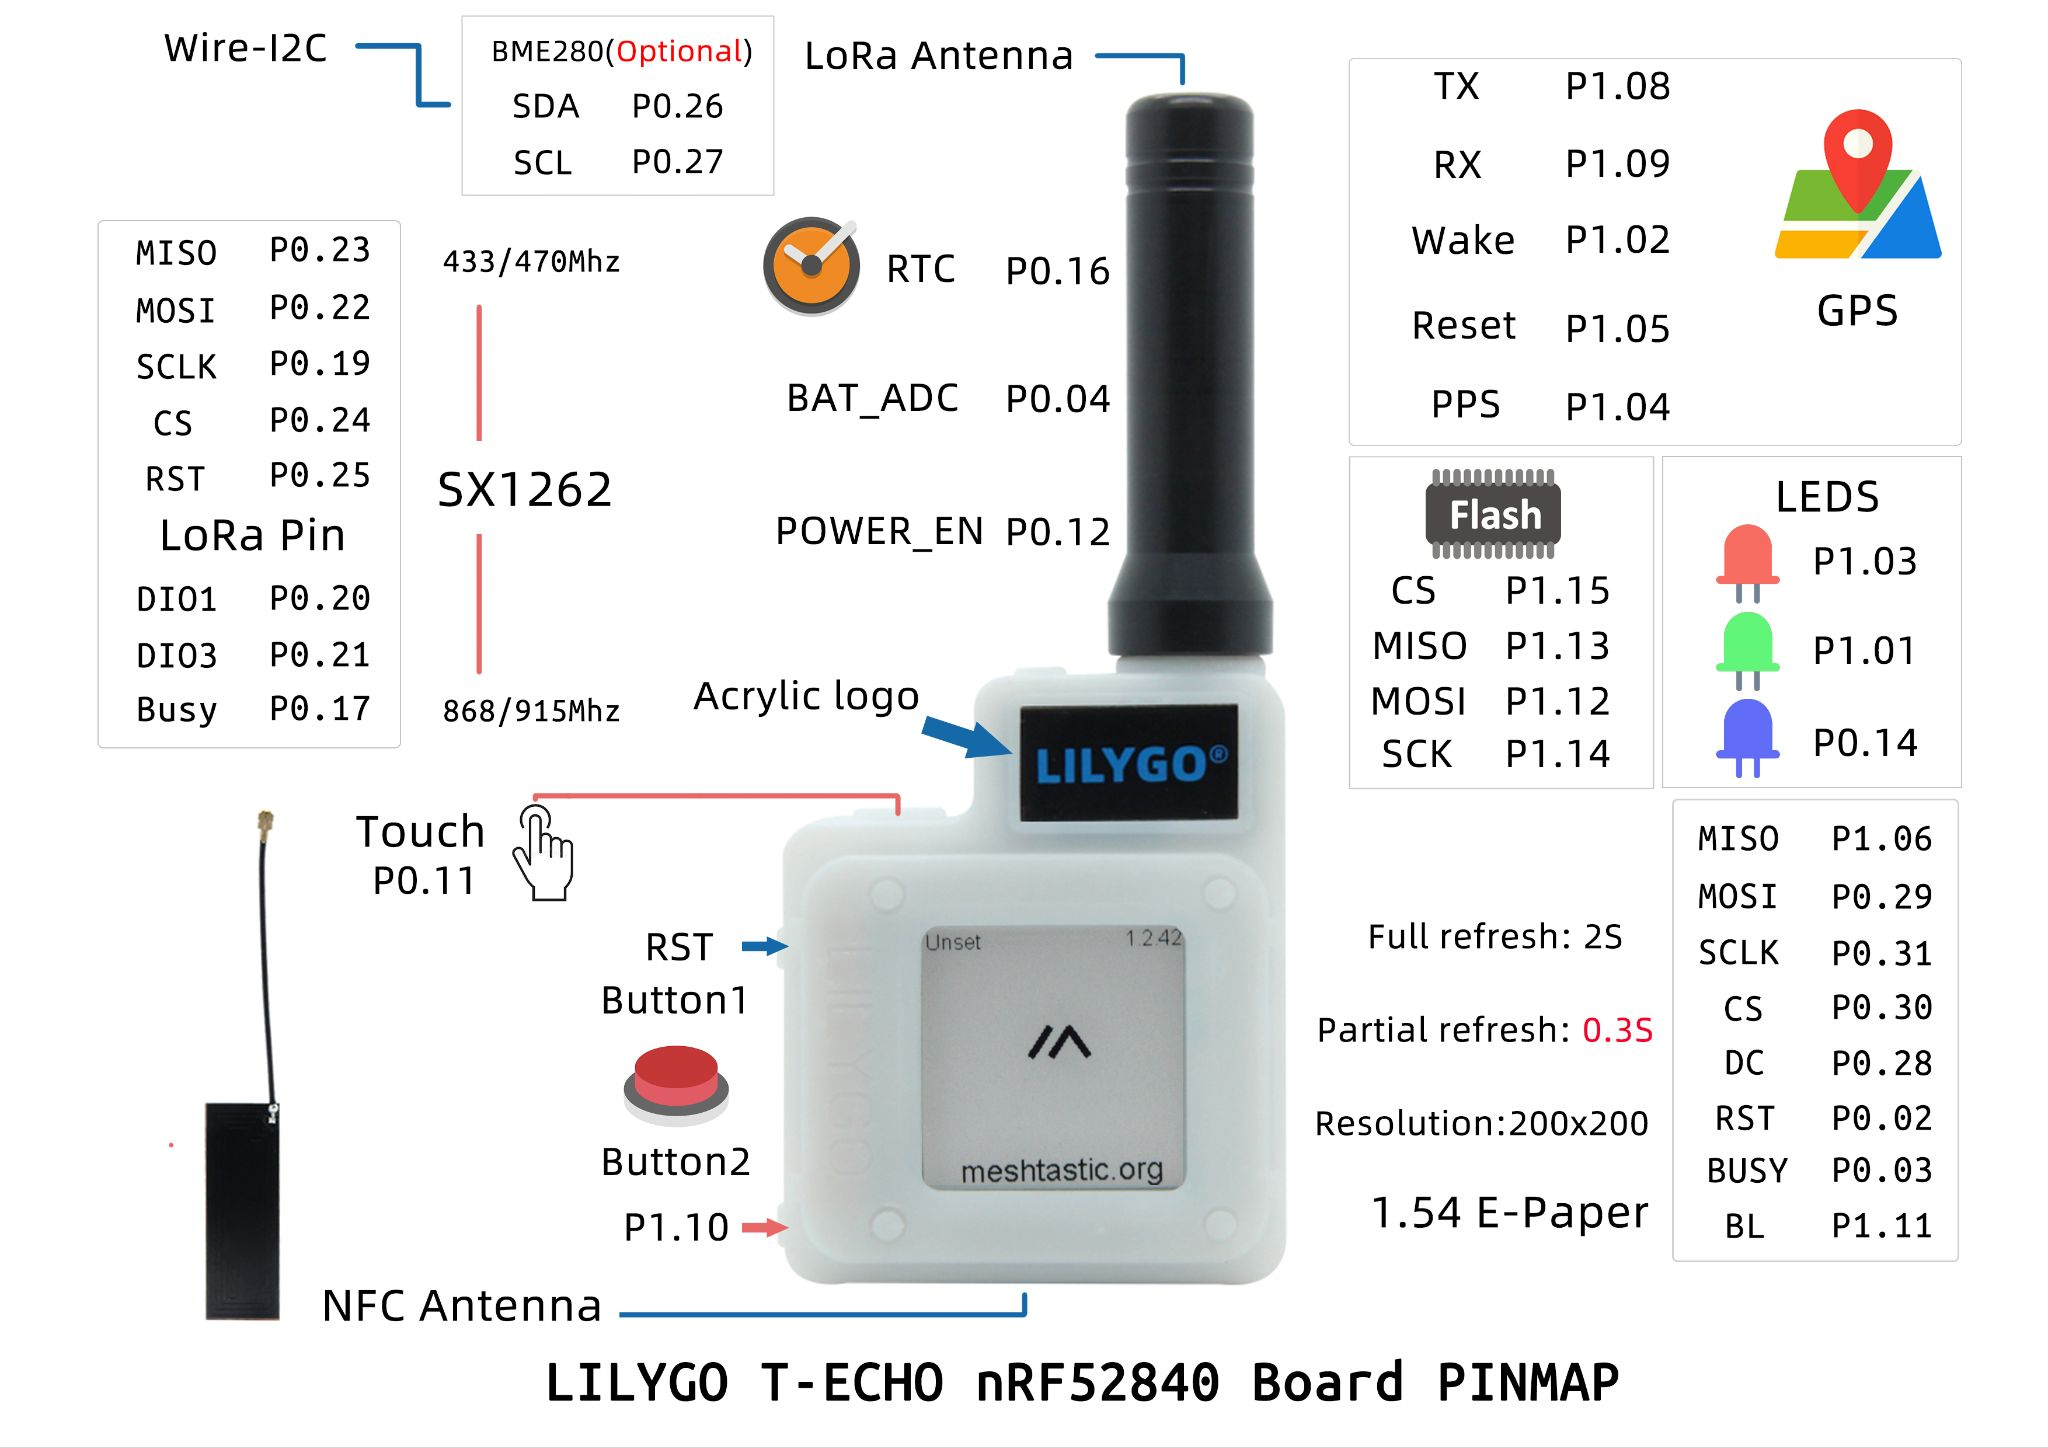 Wire-I2C
BME280(Optional)
SDA P0.26
SCL P0.27
LoRa Antenna
MISO P0.23
MOSI P0.22
SCLK P0.19
CS P0.24
RST P0.25
LoRa Pin
DIO1 P0.20
DIO3 P0.21
Busy P0.17
433/470Mhz
SX1262
868/915Mhz
RTC P0.16
BAT_ADC P0.04
POWER_EN P0.12
Acrylic logo
LILYGO®
TX P1.08
RX P1.09
Wake P1.02
Reset P1.05
PPS P1.04
GPS
Flash
CS P1.15
MISO P1.13
MOSI P1.12
SCK P1.14
LEDS
P1.03
P1.01
P0.14
Touch
P0.11
RST
Button1
Button2
P1.10
LILYGO
Unset 1.2.42
meshtastic.org
Full refresh: 2S
Partial refresh: 0.3S
Resolution:200x200
1.54 E-Paper
MISO P1.06
MOSI P0.29
SCLK P0.31
CS P0.30
DC P0.28
RST P0.02
BUSY P0.03
BL P1.11
NFC Antenna
LILYGO T-ECHO nRF52840 Board PINMAP